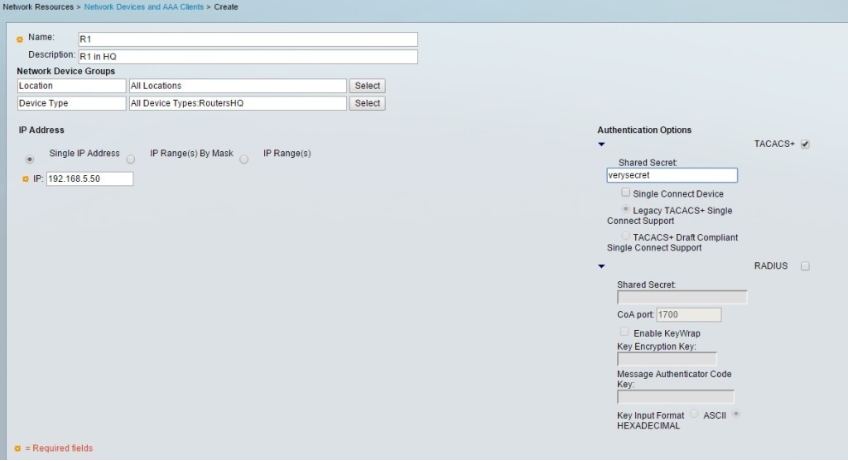 Network Resources > Network Devices and AAA Clients > Create
Name: R1
Description: R1 in HQ
Network Device Groups
Location All Locations Select
Device Type All Device Types:RoutersHQ Select
IP Address
Single IP Address IP Range(s) By Mask IP Range(s)
IP: 192.168.5.50
Authentication Options
TACACS+
Shared Secret:
verysecret
Single Connect Device
Legacy TACACS+ Single
Connect Support
TACACS+ Draft Compliant
Single Connect Support
RADIUS
Shared Secret:
CoA port: 1700
Enable KeyWrap
Key Encryption Key:
Message Authenticator Code
Key:
Key Input Format ASCII
HEXADECIMAL
= Required fields